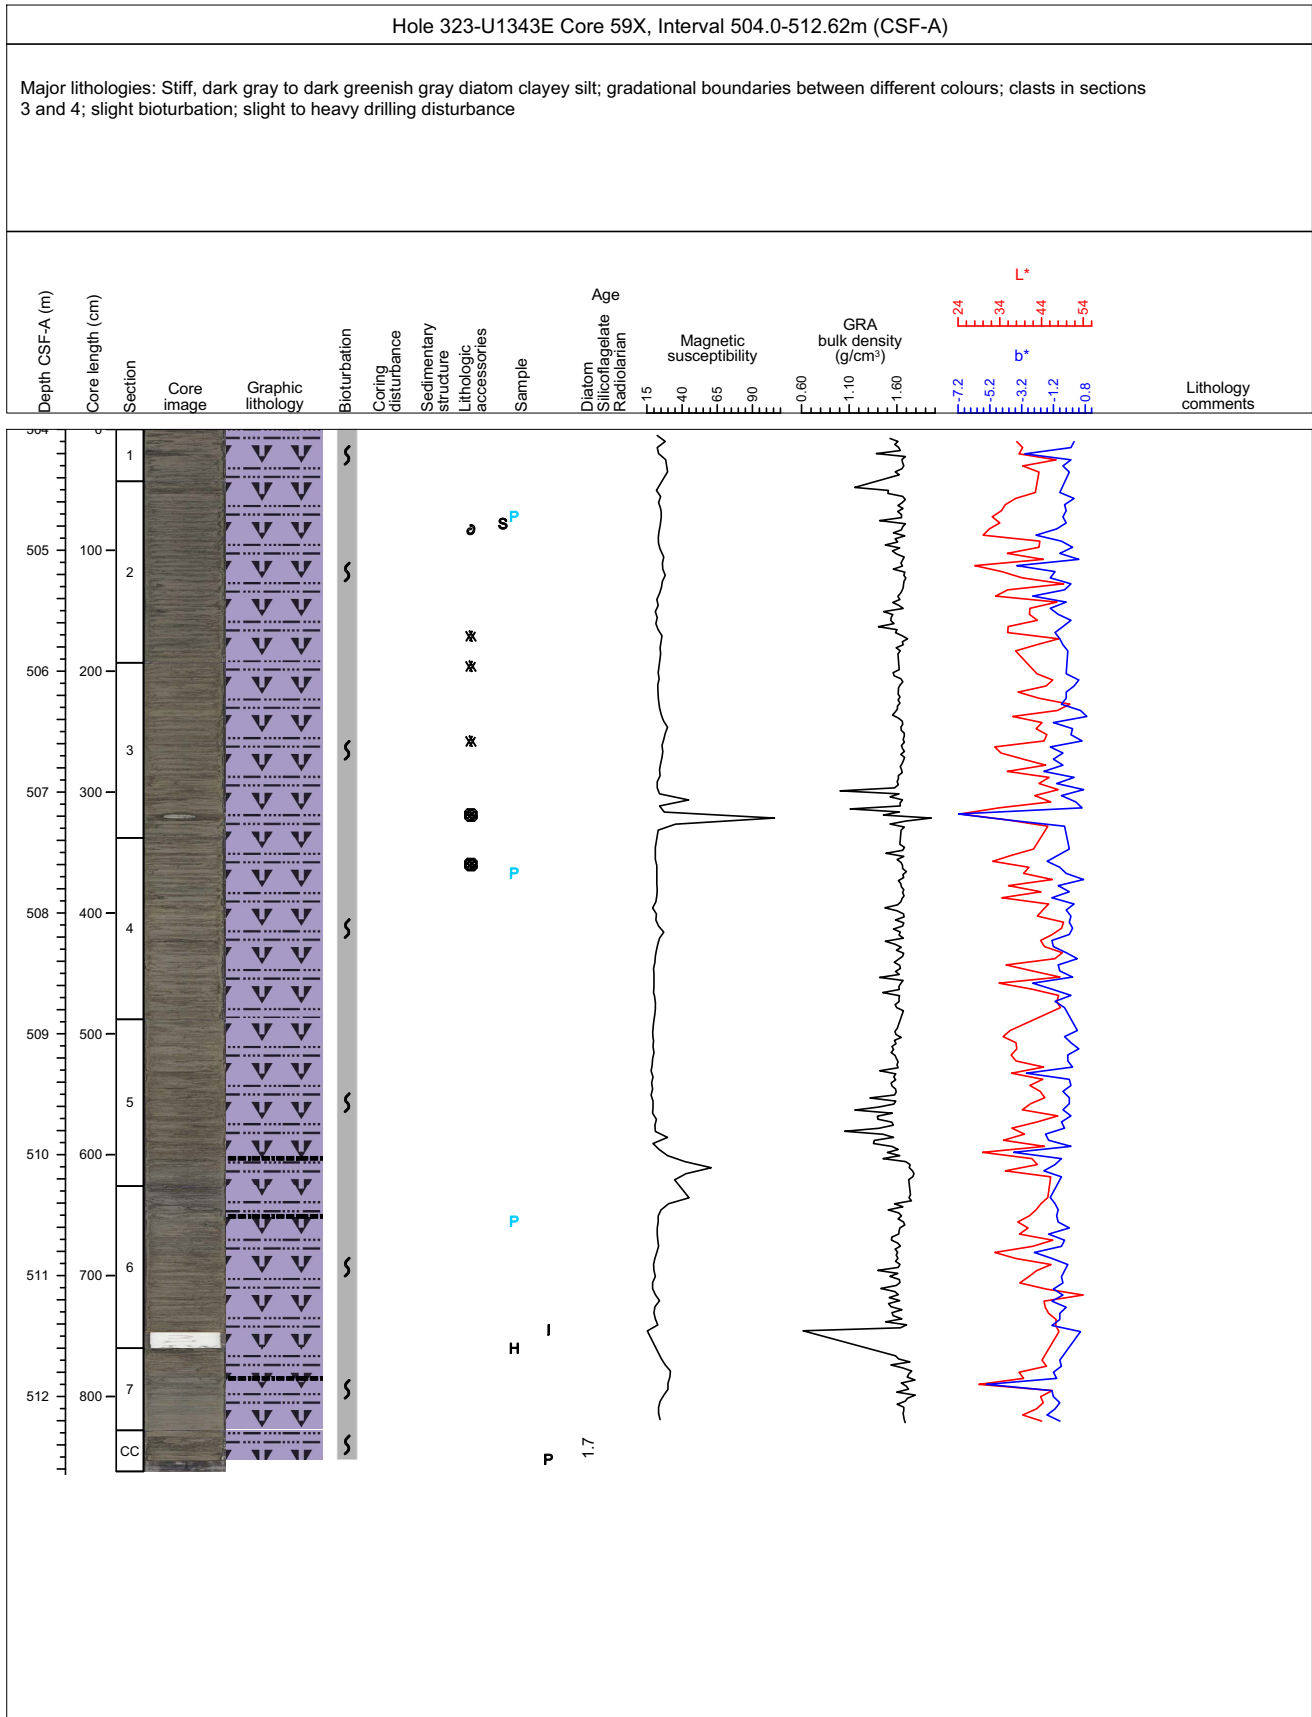 Hole 323-U1343E Core 59X, Interval 504.0-512.62m (CSF-A)
Major lithologies: Stiff, dark gray to dark greenish gray diatom clayey silt; gradational boundaries between different colours; clasts in sections
3 and 4; slight bioturbation; slight to heavy drilling disturbance
Depth CSF-A (m)
Core length (cm)
Section
Core
image
Graphic
lithology
Bioturbation
Coring
disturbance
Sedimentary
structure
Lithologic
accessories
Sample
Age
Diatom
Silicoflagelate
Radiolarian
Magnetic
susceptibility
15 40 65 90
GRA
bulk density
(g/cm³)
0.60 1.10 1.60
L*
24 34 44 54
b*
-7.2 -5.2 -3.2 -1.2 0.8
Lithology
comments
504 0
1
S P
505 100
2
506 200
3
507 300
P
508 400
4
509 500
5
510 600
P
6
511 700
I
H
7
512 800
CC
P
1.7